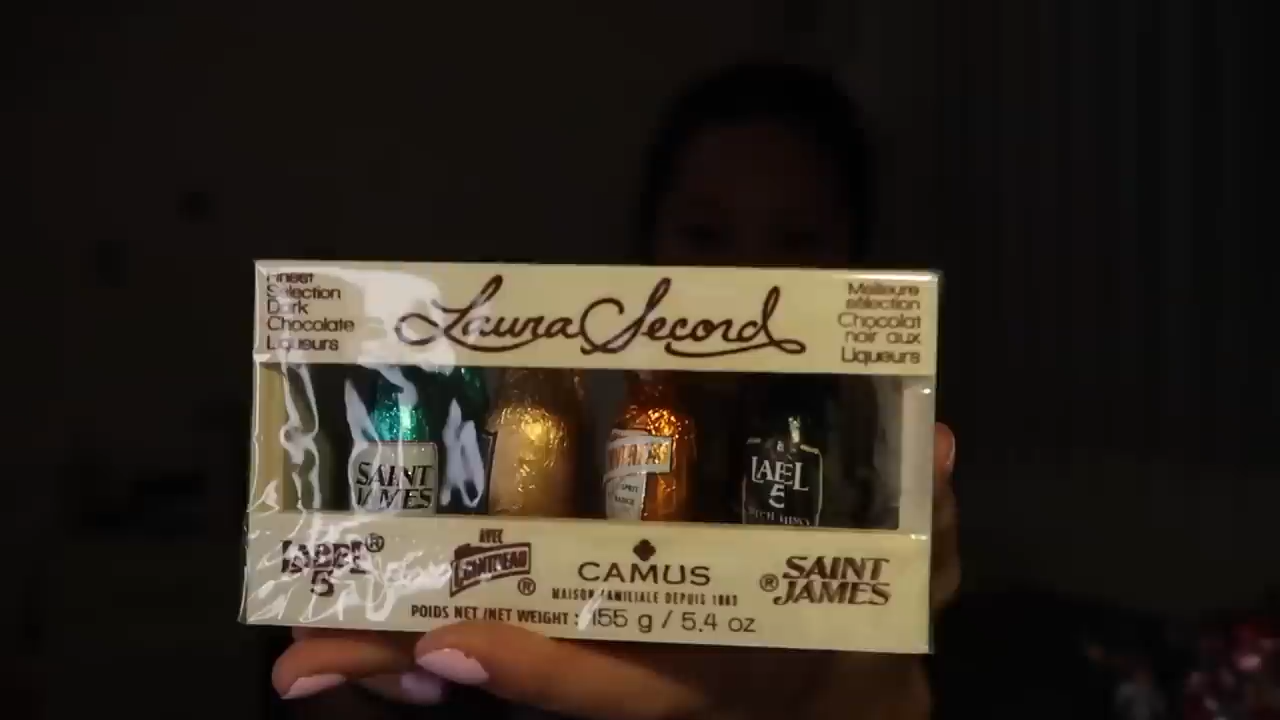 Finest
Selection
Dark
Chocolate
Liqueurs
Laura Secord
Meilleure
sélection
Chocolat
noir aux
Liqueurs
SAINT
JAMES
LABEL
5
LABEL®
5
AVEC
COINTREAU®
CAMUS
MAISON FAMILIALE DEPUIS 1863
®SAINT
JAMES
POIDS NET /NET WEIGHT : 155 g / 5.4 oz